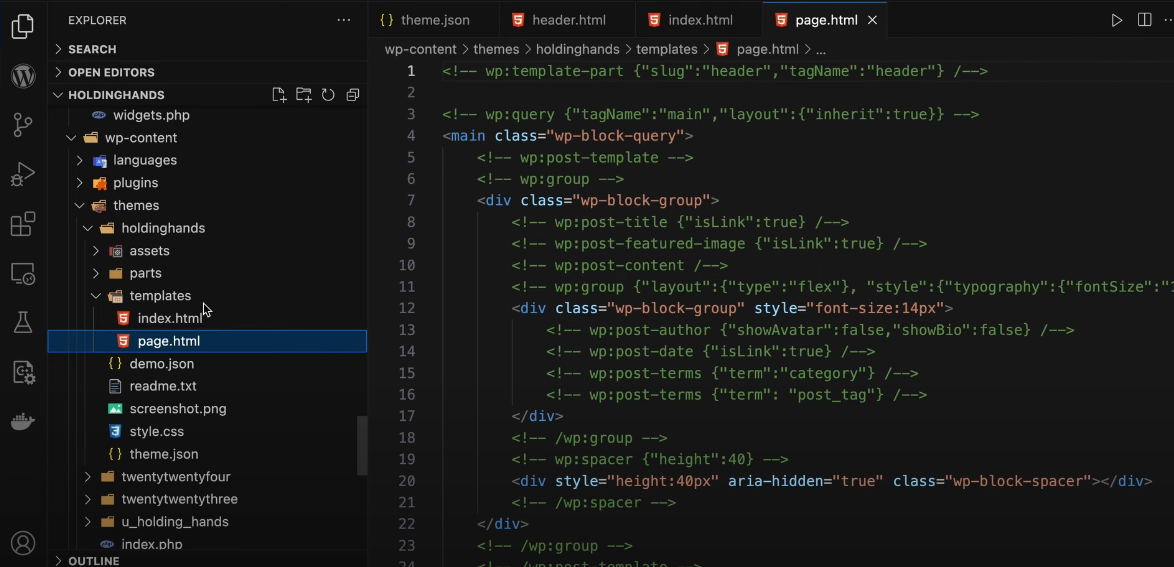 EXPLORER
SEARCH
OPEN EDITORS
HOLDINGHANDS
widgets.php
wp-content
languages
plugins
themes
holdinghands
assets
parts
templates
index.html
page.html
demo.json
readme.txt
screenshot.png
style.css
theme.json
twentytwentyfour
twentytwentythree
u_holding_hands
index.php
OUTLINE
theme.json header.html index.html page.html
wp-content > themes > holdinghands > templates > page.html > ...
1 <!-- wp:template-part {"slug":"header","tagName":"header"} /-->
2
3 <!-- wp:query {"tagName":"main","layout":{"inherit":true}} -->
4 <main class="wp-block-query">
5 <!-- wp:post-template -->
6 <!-- wp:group -->
7 <div class="wp-block-group">
8 <!-- wp:post-title {"isLink":true} /-->
9 <!-- wp:post-featured-image {"isLink":true} /-->
10 <!-- wp:post-content /-->
11 <!-- wp:group {"layout":{"type":"flex"}, "style":{"typography":{"fontSize":"
12 <div class="wp-block-group" style="font-size:14px">
13 <!-- wp:post-author {"showAvatar":false,"showBio":false} /-->
14 <!-- wp:post-date {"isLink":true} /-->
15 <!-- wp:post-terms {"term":"category"} /-->
16 <!-- wp:post-terms {"term": "post_tag"} /-->
17 </div>
18 <!-- /wp:group -->
19 <!-- wp:spacer {"height":40} -->
20 <div style="height:40px" aria-hidden="true" class="wp-block-spacer"></div>
21 <!-- /wp:spacer -->
22 </div>
23 <!-- /wp:group -->
24 <!-- /wp:post-template -->